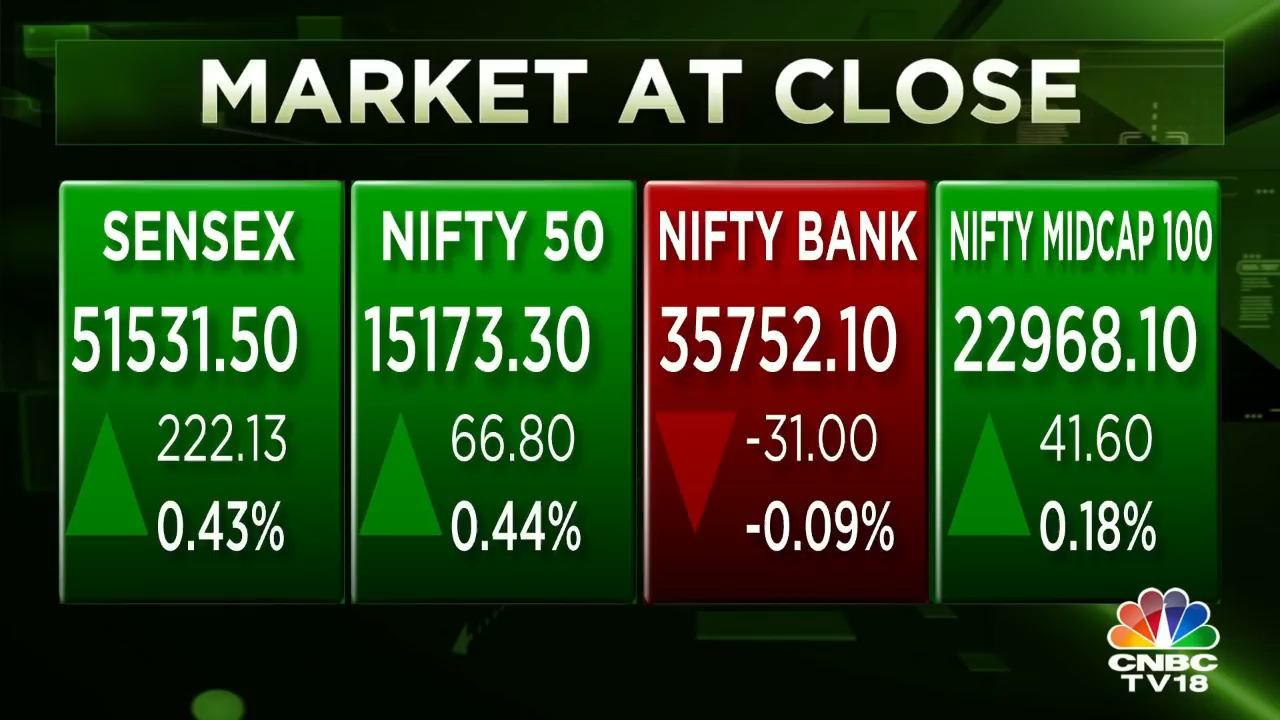 MARKET AT CLOSE
SENSEX
51531.50
222.13
0.43%
NIFTY 50
15173.30
66.80
0.44%
NIFTY BANK
35752.10
-31.00
-0.09%
NIFTY MIDCAP 100
22968.10
41.60
0.18%
CNBC
TV18